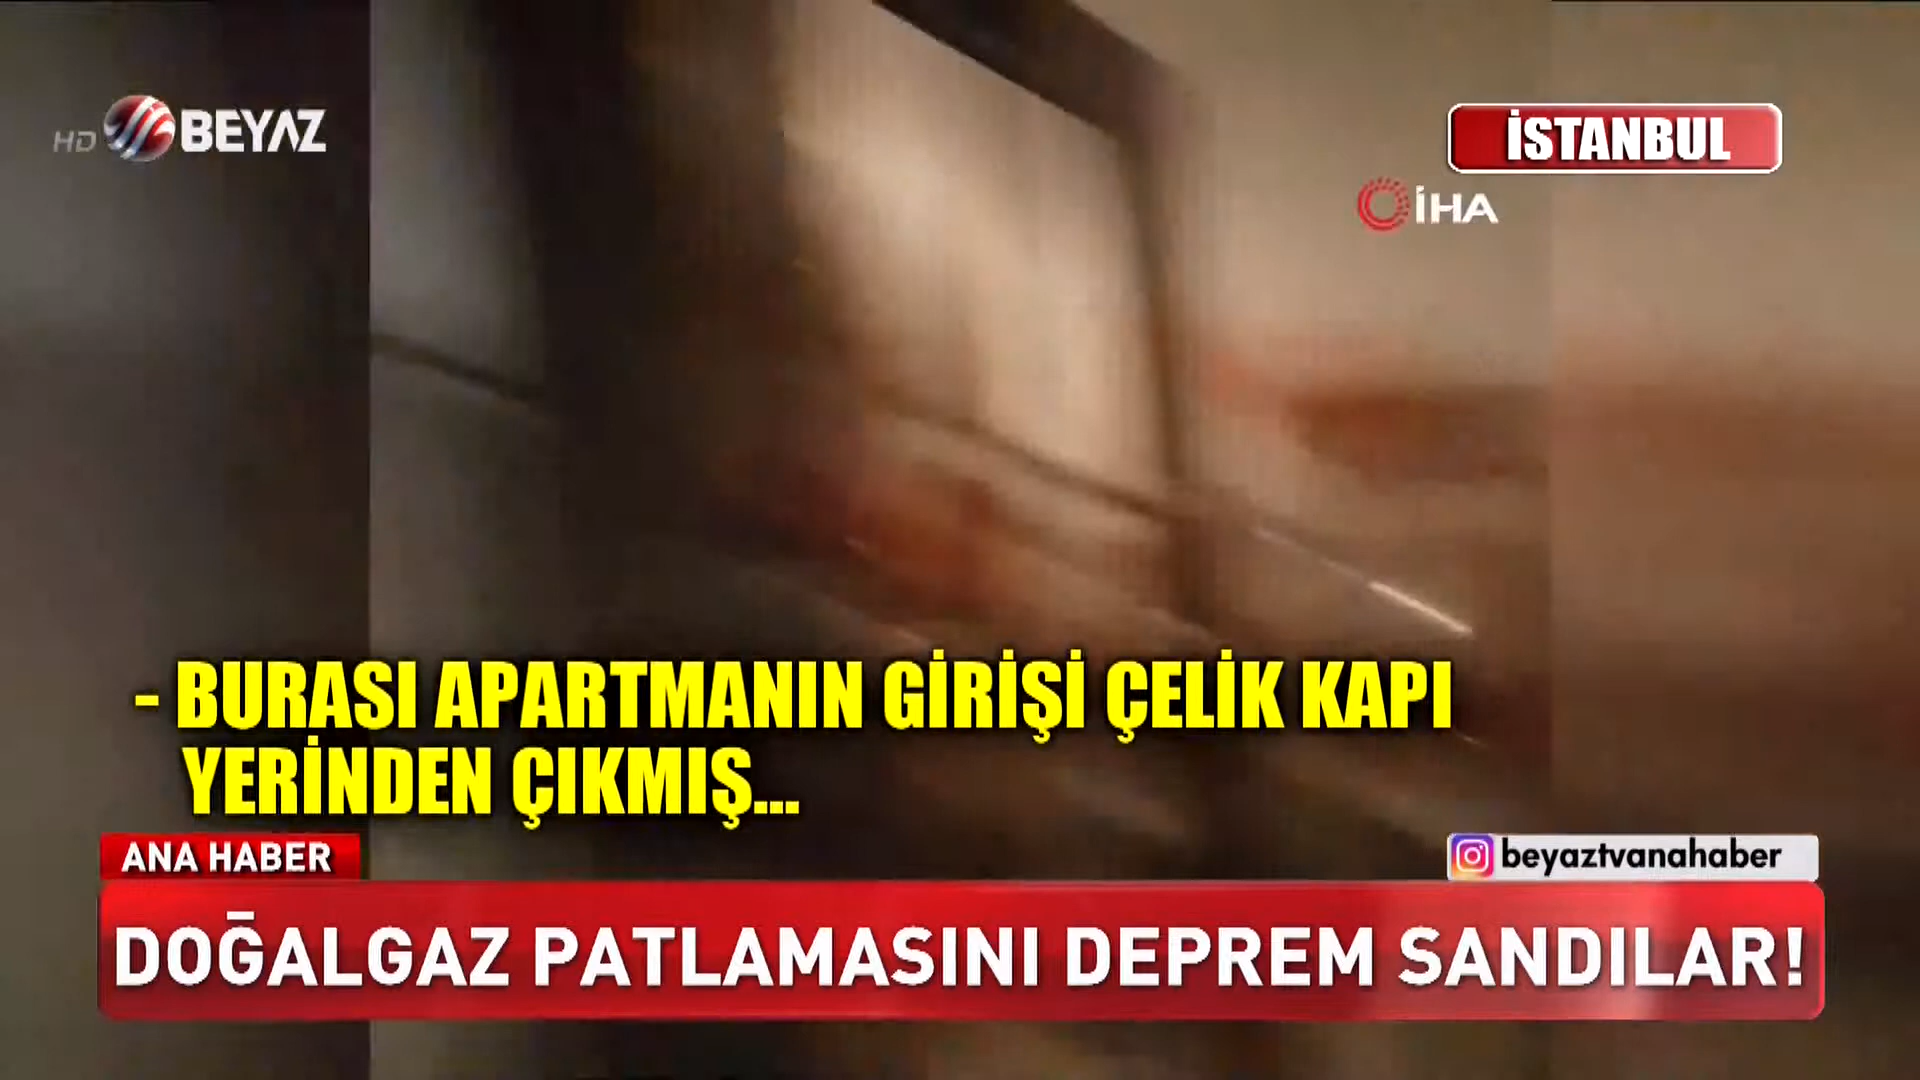 HD BEYAZ
İSTANBUL
İHA
- BURASI APARTMANIN GİRİŞİ ÇELİK KAPI
YERİNDEN ÇIKMIŞ...
ANA HABER
beyaztvanahaber
DOĞALGAZ PATLAMASINI DEPREM SANDILAR!